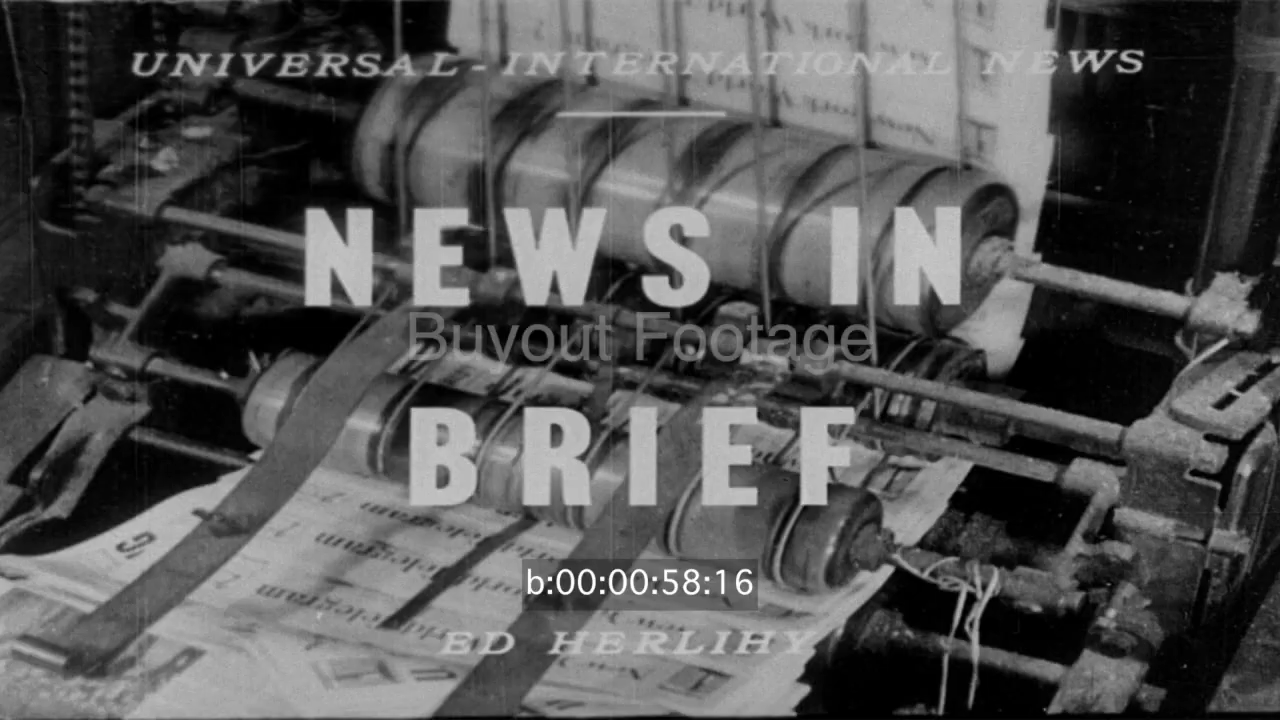 UNIVERSAL-INTERNATIONAL NEWS
NEWS IN
Buyout Footage
BRIEF
b:00:00:58:16
ED HERLIHY